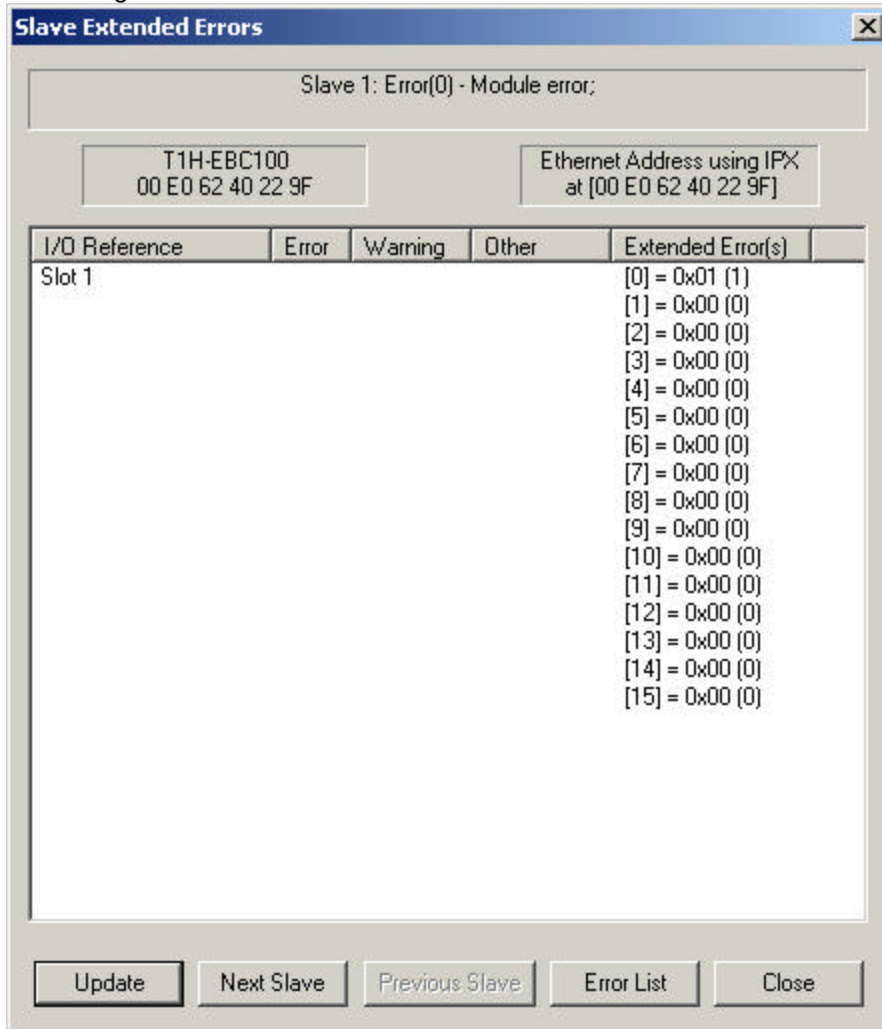 Slave Extended Errors
Slave 1: Error(0) - Module error;
T1H-EBC100
00 E0 62 40 22 9F
Ethernet Address using IPX
at [00 E0 62 40 22 9F]
I/O Reference Error Warning Other Extended Error(s)
Slot 1 [0] = 0x01 (1)
[1] = 0x00 (0)
[2] = 0x00 (0)
[3] = 0x00 (0)
[4] = 0x00 (0)
[5] = 0x00 (0)
[6] = 0x00 (0)
[7] = 0x00 (0)
[8] = 0x00 (0)
[9] = 0x00 (0)
[10] = 0x00 (0)
[11] = 0x00 (0)
[12] = 0x00 (0)
[13] = 0x00 (0)
[14] = 0x00 (0)
[15] = 0x00 (0)
Update Next Slave Previous Slave Error List Close